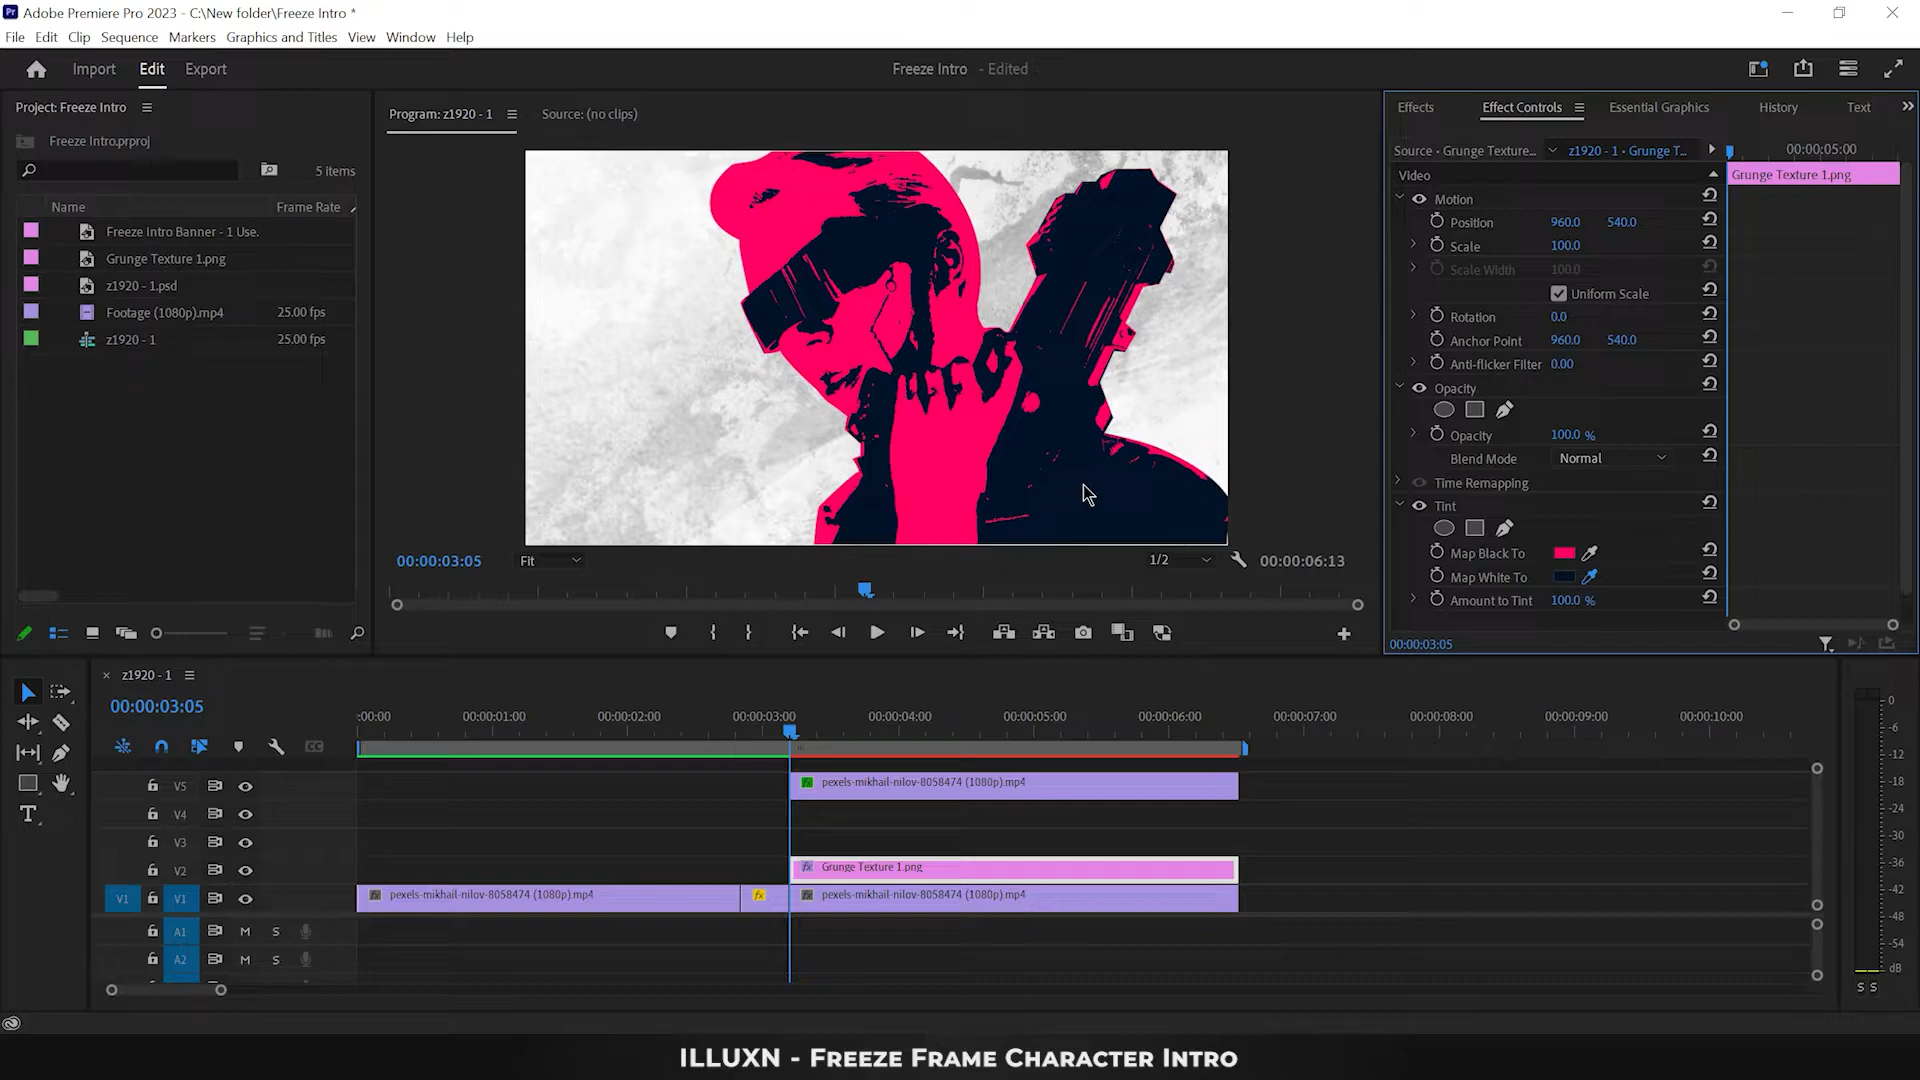 Adobe Premiere Pro 2023 - C:\New folder\Freeze Intro *
File Edit Clip Sequence Markers Graphics and Titles View Window Help
Import Edit Export
Freeze Intro - Edited
Project: Freeze Intro
Freeze Intro.prproj
5 items
Name Frame Rate
Freeze Intro Banner - 1 Use.
Grunge Texture 1.png
z1920 - 1.psd
Footage (1080p).mp4 25.00 fps
z1920 - 1 25.00 fps
Program: z1920 - 1 Source: (no clips)
00:00:03:05 Fit 1/2 00:00:06:13
Effects Effect Controls Essential Graphics History Text
Source • Grunge Texture... z1920 - 1 • Grunge T... 00:00:05:00
Video Grunge Texture 1.png
Motion
Position 960.0 540.0
Scale 100.0
Scale Width 100.0
Uniform Scale
Rotation 0.0
Anchor Point 960.0 540.0
Anti-flicker Filter 0.00
Opacity
Opacity 100.0 %
Blend Mode Normal
Time Remapping
Tint
Map Black To
Map White To
Amount to Tint 100.0 %
00:00:03:05
z1920 - 1
00:00:03:05
:00:00 00:00:01:00 00:00:02:00 00:00:03:00 00:00:04:00 00:00:05:00 00:00:06:00 00:00:07:00 00:00:08:00 00:00:09:00 00:00:10:00
CC
V5 fx pexels-mikhail-nilov-8058474 (1080p).mp4
V4
V3
V2 fx Grunge Texture 1.png
V1 V1 fx pexels-mikhail-nilov-8058474 (1080p).mp4 fx fx pexels-mikhail-nilov-8058474 (1080p).mp4
A1 M S
A2 M S
0
-6
-12
-18
-24
-30
-36
-42
-48
-54
dB
S S
ILLUXN - Freeze Frame Character Intro